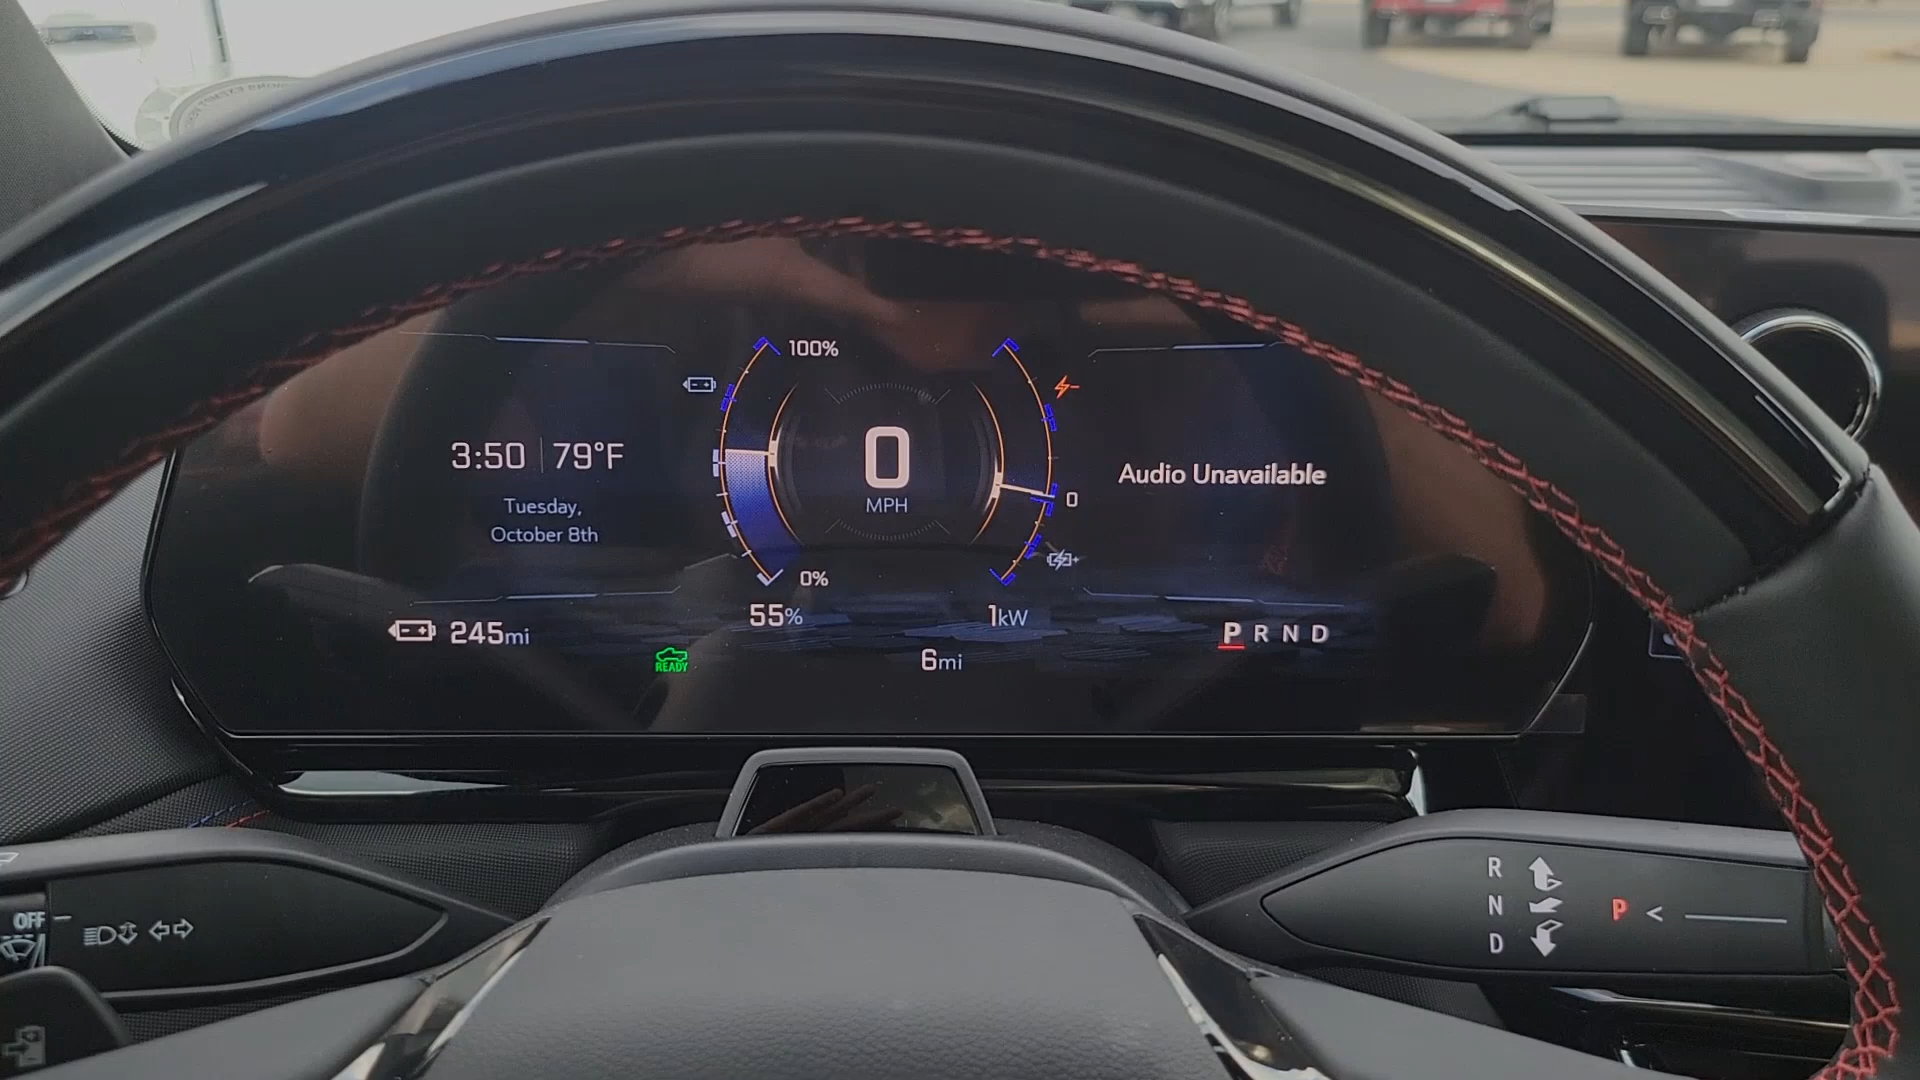 100%
3:50 79°F
0
MPH
Audio Unavailable
0
Tuesday,
October 8th
0%
55%
1kW
245mi
READY
6mi
P R N D
R
N
D
P <
OFF